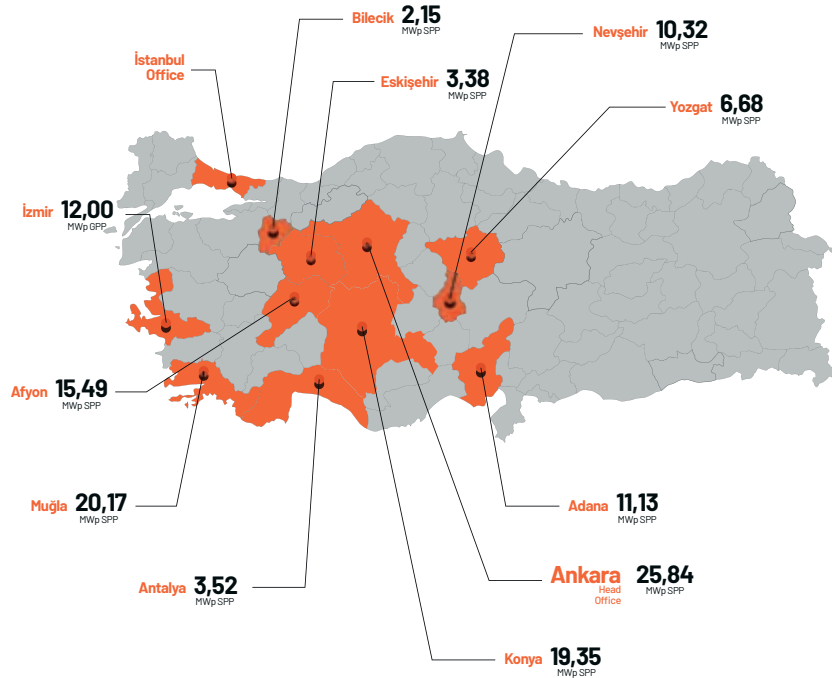 Bilecik 2,15
MWp SPP
Nevşehir 10,32
MWp SPP
İstanbul
Office
Eskişehir 3,38
MWp SPP
Yozgat 6,68
MWp SPP
İzmir 12,00
MWp GPP
Afyon 15,49
MWp SPP
Muğla 20,17
MWp SPP
Adana 11,13
MWp SPP
Antalya 3,52
MWp SPP
Ankara 25,84
Head
Office
MWp SPP
Konya 19,35
MWp SPP